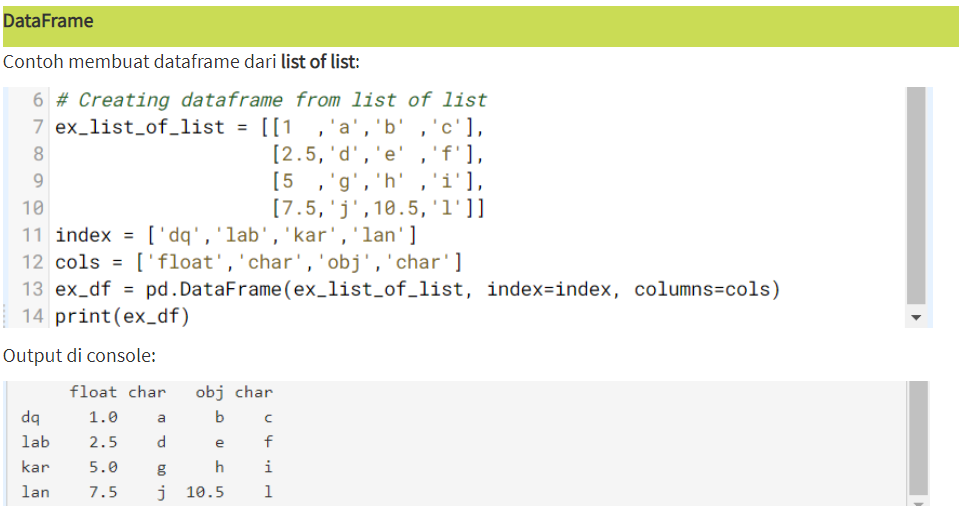 DataFrame
Contoh membuat dataframe dari list of list:
6 # Creating dataframe from list of list
7 ex_list_of_list = [[1  ,'a','b' ,'c'],
8                   [2.5,'d','e' ,'f'],
9                   [5  ,'g','h' ,'i'],
10                   [7.5,'j',10.5,'l']]
11 index = ['dq','lab','kar','lan']
12 cols = ['float','char','obj','char']
13 ex_df = pd.DataFrame(ex_list_of_list, index=index, columns=cols)
14 print(ex_df)
Output di console:
     float char   obj char
dq     1.0    a     b    c
lab    2.5    d     e    f
kar    5.0    g     h    i
lan    7.5    j  10.5    l